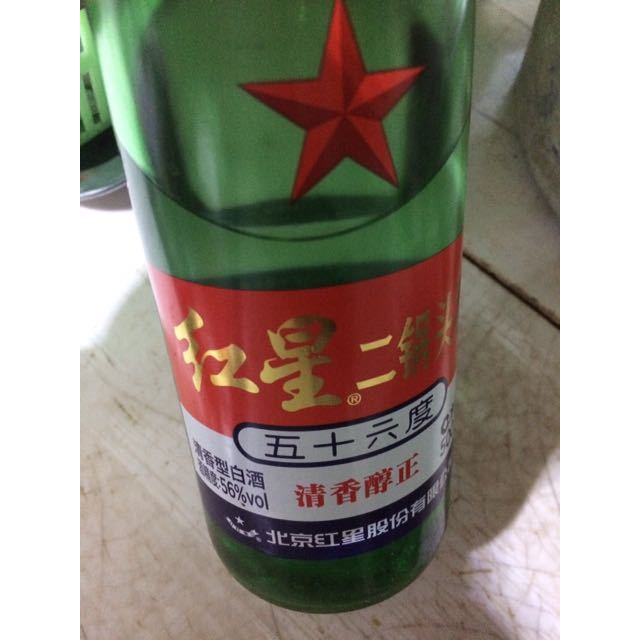 红星®二锅头
五十六度
清香型白酒
酒精度:56%vol
清香醇正
北京红星股份有限